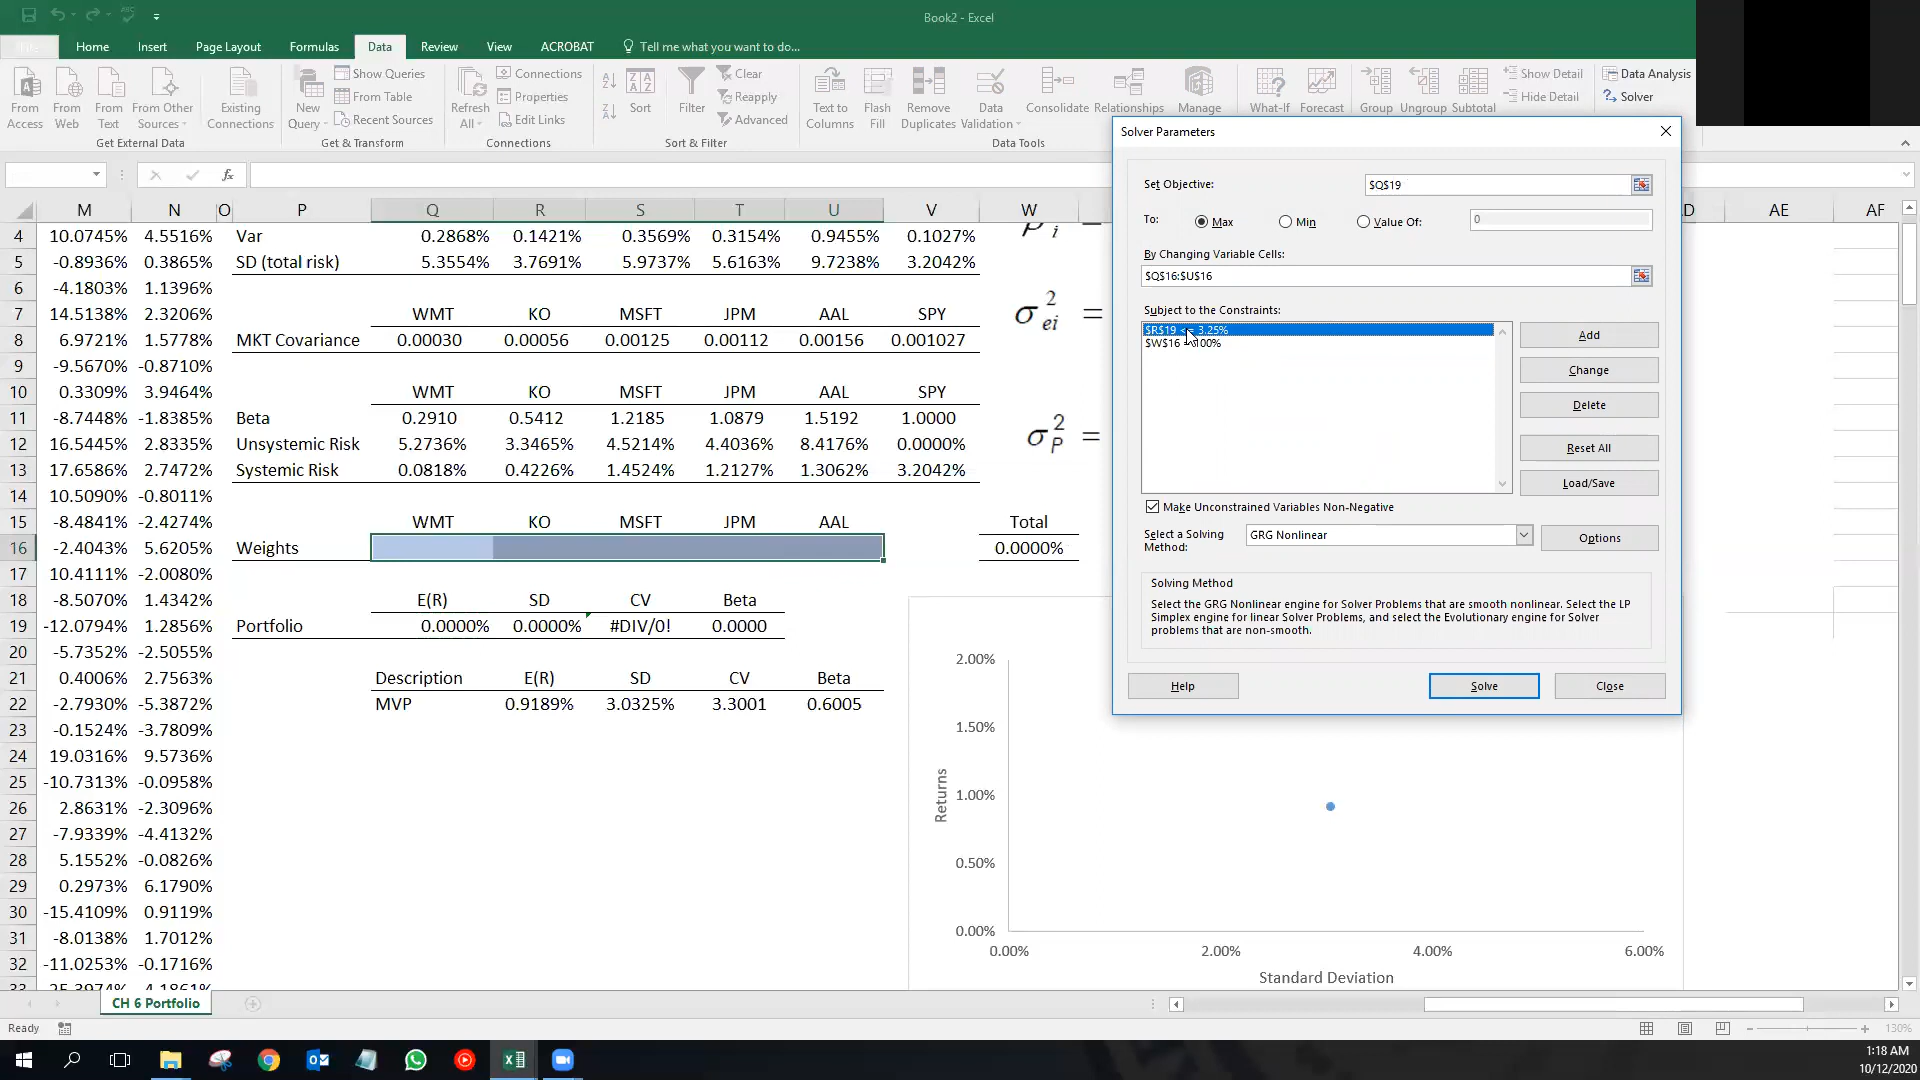 Book2 - Excel
File Home Insert Page Layout Formulas Data Review View ACROBAT Tell me what you want to do...
From Access
From Web
From Text
From Other Sources
Existing Connections
New Query
Show Queries
From Table
Recent Sources
Refresh All
Connections
Properties
Edit Links
Sort
Filter
Clear
Reapply
Advanced
Text to Columns
Flash Fill
Remove Duplicates
Data Validation
Consolidate
Relationships
Manage
What-If
Forecast
Group
Ungroup
Subtotal
Show Detail
Hide Detail
Data Analysis
Solver
Get External Data
Get & Transform
Connections
Sort & Filter
Data Tools
fx
M N O P Q R S T U V W AE AF
4 10.0745% 4.5516% Var 0.2868% 0.1421% 0.3569% 0.3154% 0.9455% 0.1027%
5 -0.8936% 0.3865% SD (total risk) 5.3554% 3.7691% 5.9737% 5.6163% 9.7238% 3.2042%
6 -4.1803% 1.1396%
7 14.5138% 2.3206% WMT KO MSFT JPM AAL SPY
8 6.9721% 1.5778% MKT Covariance 0.00030 0.00056 0.00125 0.00112 0.00156 0.001027
9 -9.5670% -0.8710%
10 0.3309% 3.9464% WMT KO MSFT JPM AAL SPY
11 -8.7448% -1.8385% Beta 0.2910 0.5412 1.2185 1.0879 1.5192 1.0000
12 16.5445% 2.8335% Unsystemic Risk 5.2736% 3.3465% 4.5214% 4.4036% 8.4176% 0.0000%
13 17.6586% 2.7472% Systemic Risk 0.0818% 0.4226% 1.4524% 1.2127% 1.3062% 3.2042%
14 10.5090% -0.8011%
15 -8.4841% -2.4274% WMT KO MSFT JPM AAL Total
16 -2.4043% 5.6205% Weights 0.0000%
17 10.4111% -2.0080%
18 -8.5070% 1.4342% E(R) SD CV Beta
19 -12.0794% 1.2856% Portfolio 0.0000% 0.0000% #DIV/0! 0.0000
20 -5.7352% -2.5055%
21 0.4006% 2.7563% Description E(R) SD CV Beta
22 -2.7930% -5.3872% MVP 0.9189% 3.0325% 3.3001 0.6005
23 -0.1524% -3.7809%
24 19.0316% 9.5736%
25 -10.7313% -0.0958%
26 2.8631% -2.3096%
27 -7.9339% -4.4132%
28 5.1552% -0.0826%
29 0.2973% 6.1790%
30 -15.4109% 0.9119%
31 -8.0138% 1.7012%
32 -11.0253% -0.1716%
33 25.3974% 4.1861%
σ²ei =
σ²P =
2.00%
1.50%
1.00%
0.50%
0.00%
0.00% 2.00% 4.00% 6.00%
Returns
Standard Deviation
Solver Parameters
Set Objective: $Q$19
To: Max Min Value Of: 0
By Changing Variable Cells:
$Q$16:$U$16
Subject to the Constraints:
$R$19 <= 3.25%
$W$16 = 100%
Add
Change
Delete
Reset All
Load/Save
Make Unconstrained Variables Non-Negative
Select a Solving Method: GRG Nonlinear Options
Solving Method
Select the GRG Nonlinear engine for Solver Problems that are smooth nonlinear. Select the LP
Simplex engine for linear Solver Problems, and select the Evolutionary engine for Solver
problems that are non-smooth.
Help Solve Close
CH 6 Portfolio
Ready
130%
1:18 AM
10/12/2020